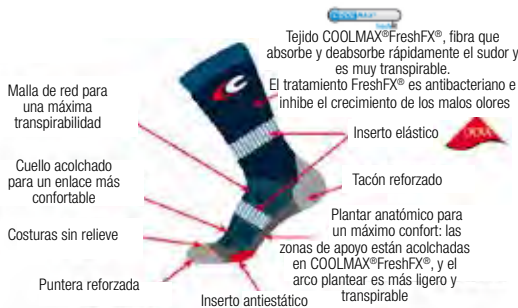 COOLMAX
Tejido COOLMAX®FreshFX®, fibra que
absorbe y deabsorbe rápidamente el sudor y
es muy transpirable.
El tratamiento FreshFX® es antibacteriano e
inhibe el crecimiento de los malos olores
Malla de red para
una máxima
transpirabilidad
Inserto elástico
LYCRA
Cuello acolchado
para un enlace más
confortable
Tacón reforzado
Costuras sin relieve
Plantar anatómico para
un máximo confort: las
zonas de apoyo están acolchadas
en COOLMAX®FreshFX®, y el
arco plantear es más ligero y
transpirable
Puntera reforzada
Inserto antiestático